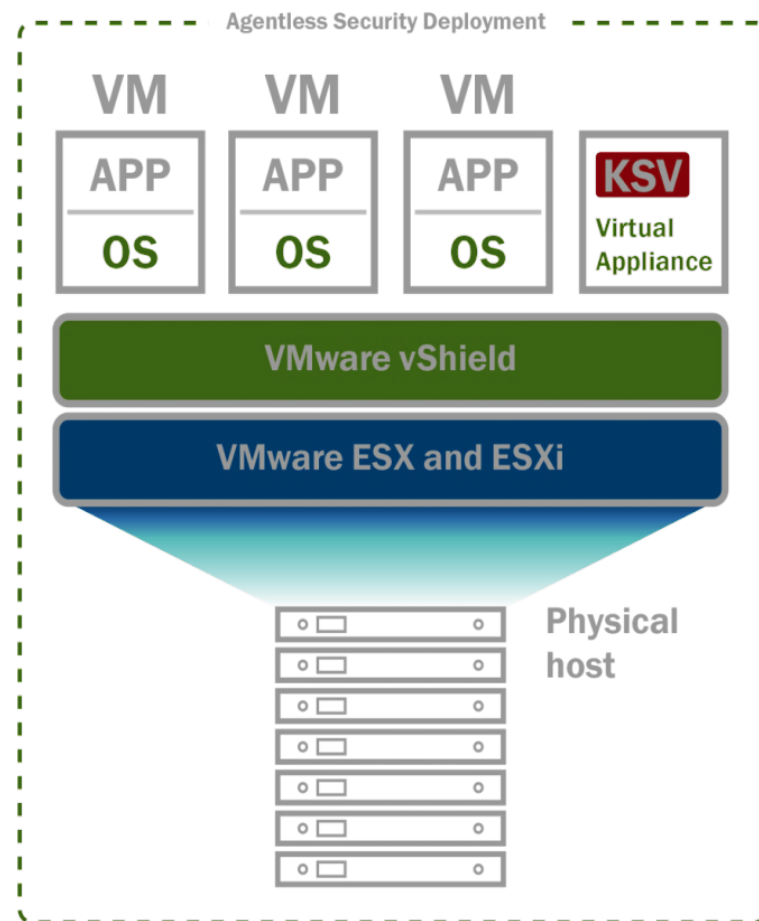 Agentless Security Deployment
VM VM VM
APP APP APP KSV
OS OS OS Virtual
Appliance
VMware vShield
VMware ESX and ESXi
Physical
host